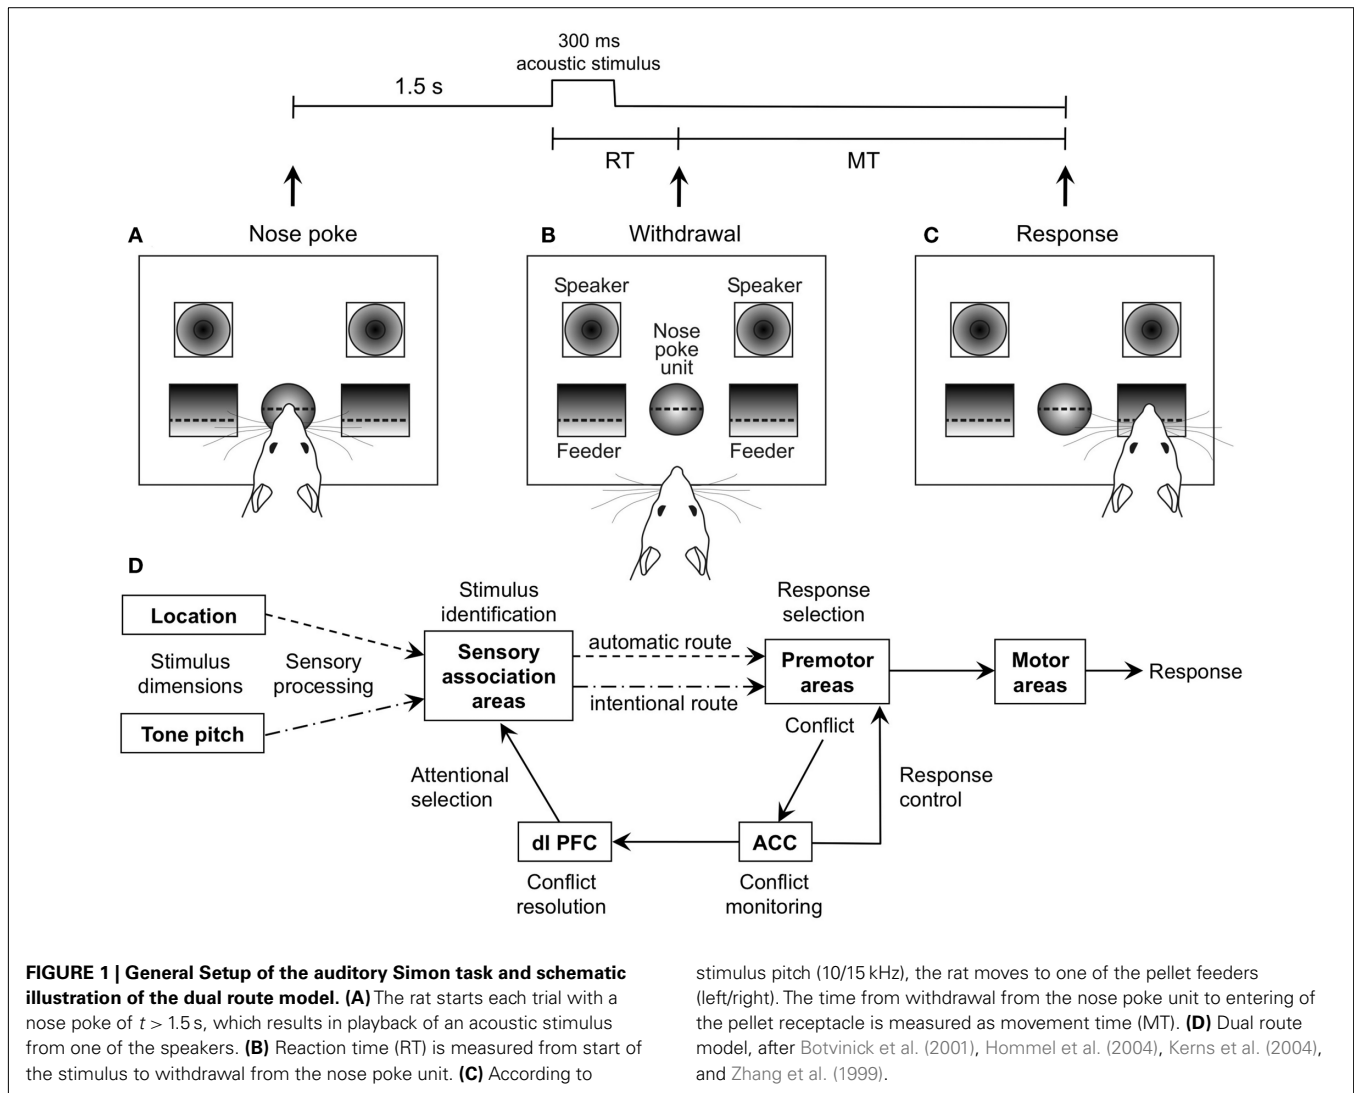 300 ms
acoustic stimulus
1.5 s
RT
MT
A
Nose poke
B
Withdrawal
C
Response
Speaker
Speaker
Nose
poke
unit
Feeder
Feeder
D
Location
Stimulus
dimensions
Tone pitch
Sensory
processing
Stimulus
identification
Sensory
association
areas
automatic route
intentional route
Response
selection
Premotor
areas
Motor
areas
Response
Conflict
Attentional
selection
Response
control
dl PFC
ACC
Conflict
resolution
Conflict
monitoring
FIGURE 1 | General Setup of the auditory Simon task and schematic
illustration of the dual route model. (A) The rat starts each trial with a
nose poke of t > 1.5 s, which results in playback of an acoustic stimulus
from one of the speakers. (B) Reaction time (RT) is measured from start of
the stimulus to withdrawal from the nose poke unit. (C) According to
stimulus pitch (10/15 kHz), the rat moves to one of the pellet feeders
(left/right). The time from withdrawal from the nose poke unit to entering of
the pellet receptacle is measured as movement time (MT). (D) Dual route
model, after Botvinick et al. (2001), Hommel et al. (2004), Kerns et al. (2004),
and Zhang et al. (1999).